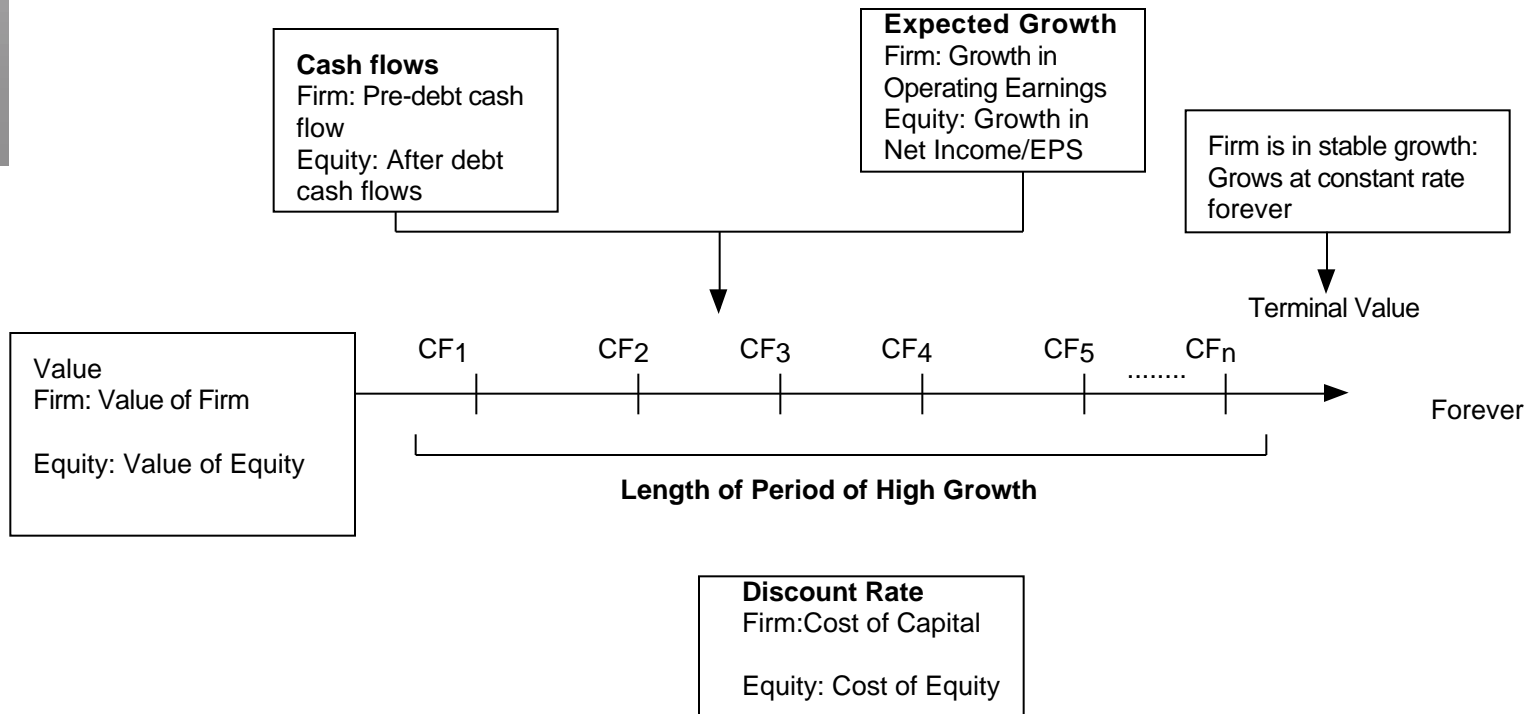 Cash flows
Firm: Pre-debt cash
flow
Equity: After debt
cash flows
Expected Growth
Firm: Growth in
Operating Earnings
Equity: Growth in
Net Income/EPS
Firm is in stable growth:
Grows at constant rate
forever
Terminal Value
CF1 CF2 CF3 CF4 CF5 ........ CFn
Forever
Value
Firm: Value of Firm
Equity: Value of Equity
Length of Period of High Growth
Discount Rate
Firm:Cost of Capital
Equity: Cost of Equity